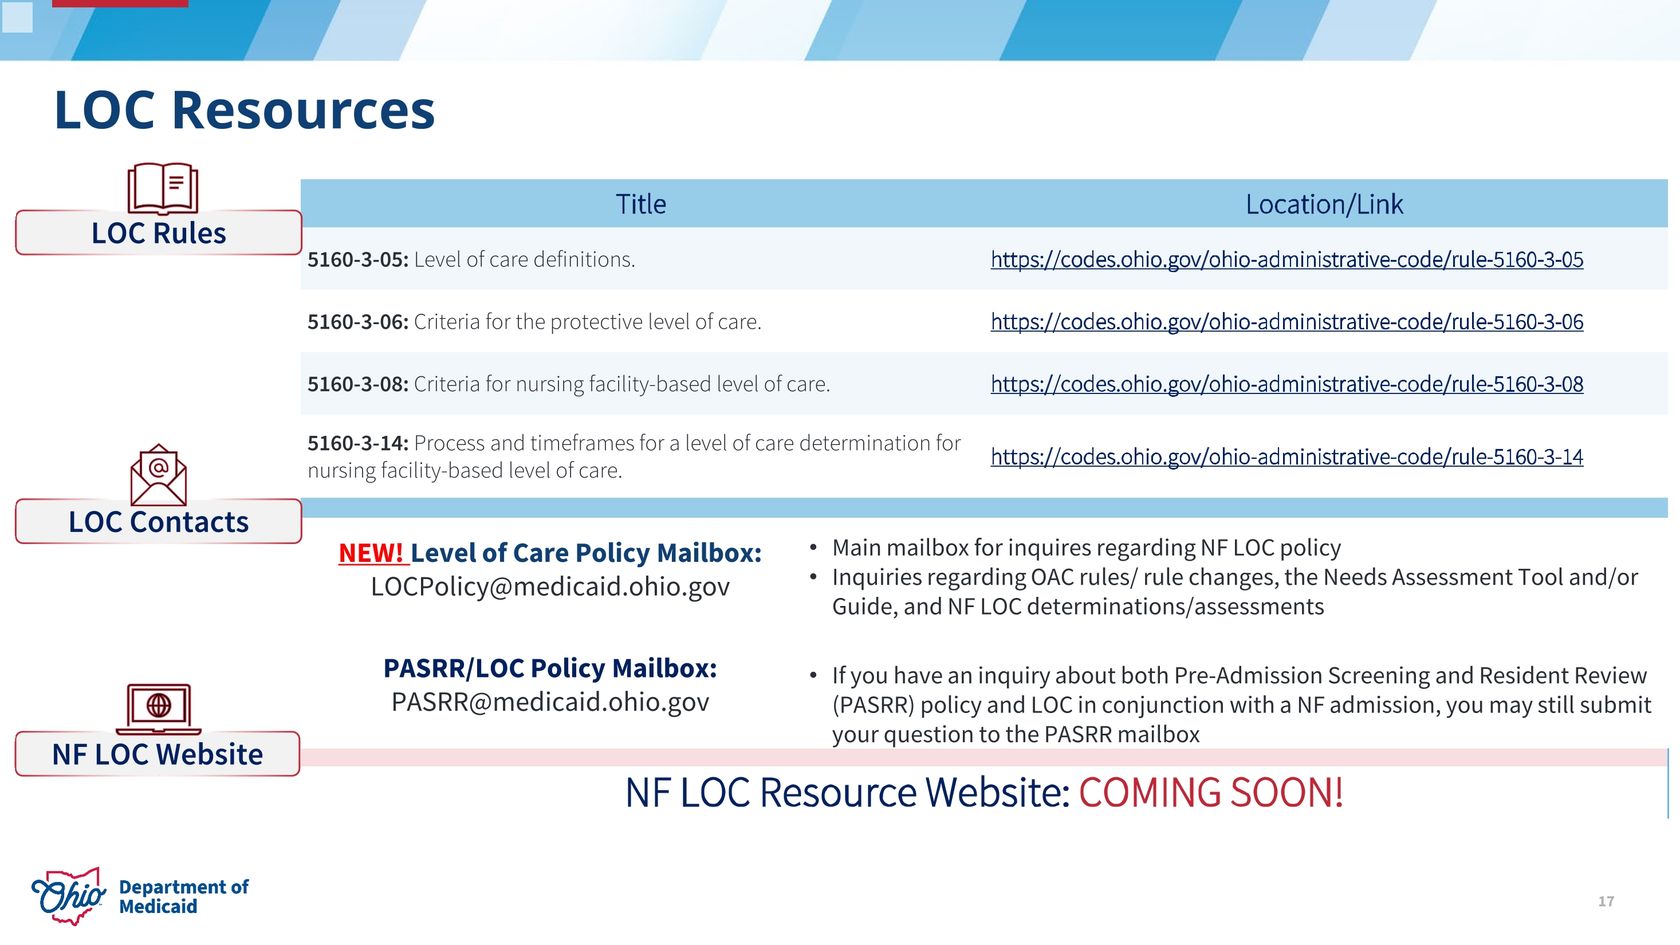 LOC Resources
LOC Rules
Title
Location/Link
5160-3-05: Level of care definitions.
https://codes.ohio.gov/ohio-administrative-code/rule-5160-3-05
5160-3-06: Criteria for the protective level of care.
https://codes.ohio.gov/ohio-administrative-code/rule-5160-3-06
5160-3-08: Criteria for nursing facility-based level of care.
https://codes.ohio.gov/ohio-administrative-code/rule-5160-3-08
5160-3-14: Process and timeframes for a level of care determination for
nursing facility-based level of care.
https://codes.ohio.gov/ohio-administrative-code/rule-5160-3-14
LOC Contacts
NEW! Level of Care Policy Mailbox:
LOCPolicy@medicaid.ohio.gov
• Main mailbox for inquires regarding NF LOC policy
• Inquiries regarding OAC rules/ rule changes, the Needs Assessment Tool and/or
Guide, and NF LOC determinations/assessments
PASRR/LOC Policy Mailbox:
PASRR@medicaid.ohio.gov
• If you have an inquiry about both Pre-Admission Screening and Resident Review
(PASRR) policy and LOC in conjunction with a NF admission, you may still submit
your question to the PASRR mailbox
NF LOC Website
NF LOC Resource Website: COMING SOON!
Ohio
Department of
Medicaid
17